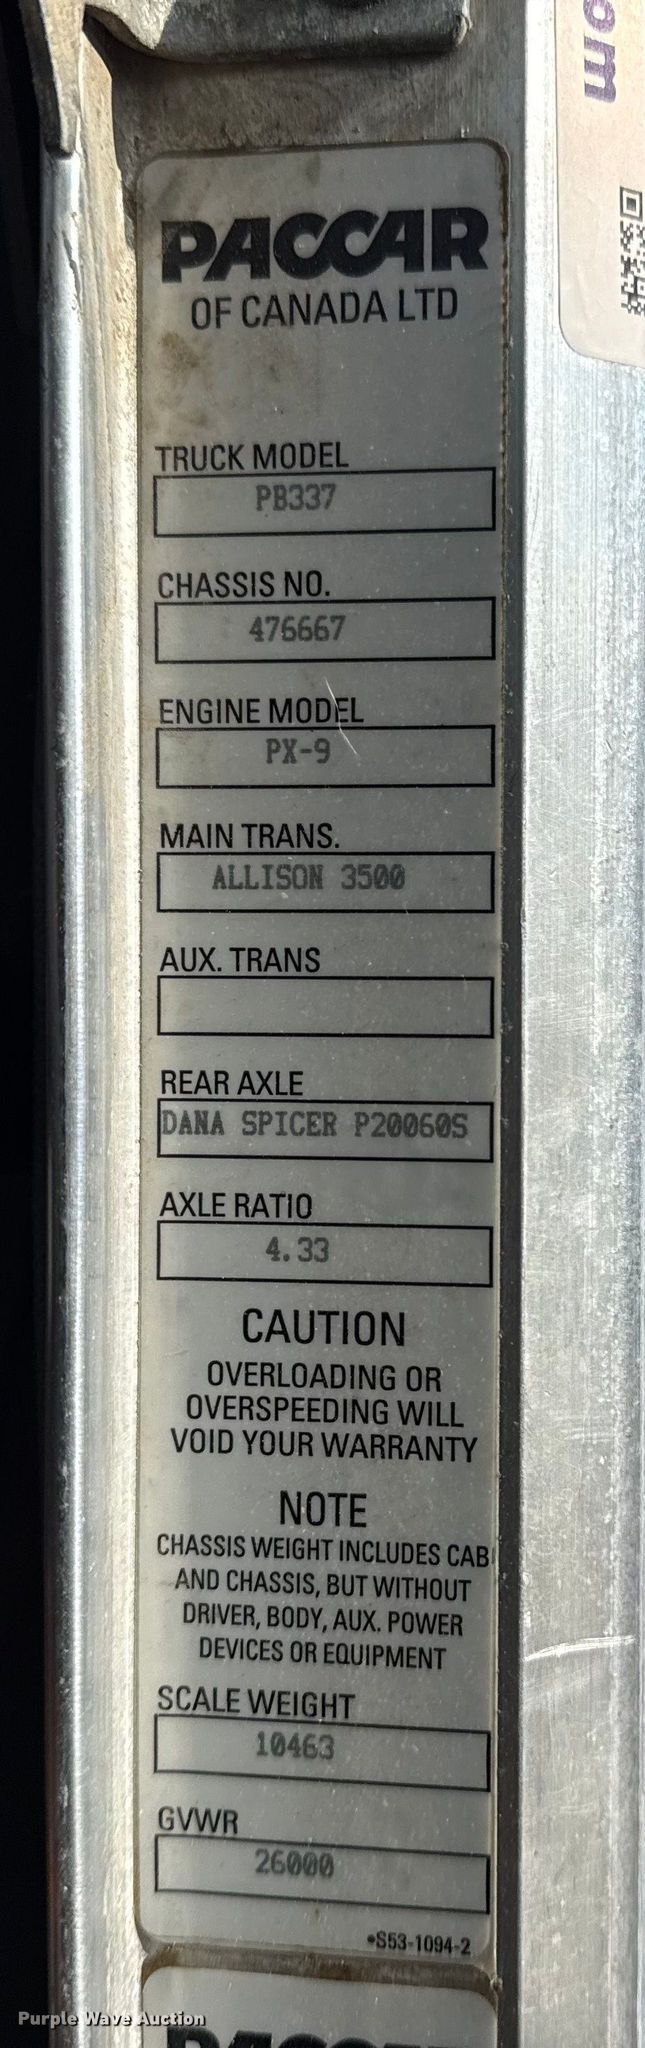 om
PACCAR
OF CANADA LTD
TRUCK MODEL
PB337
CHASSIS NO.
476667
ENGINE MODEL
PX-9
MAIN TRANS.
ALLISON 3500
AUX. TRANS
REAR AXLE
DANA SPICER P20060S
AXLE RATIO
4.33
CAUTION
OVERLOADING OR
OVERSPEEDING WILL
VOID YOUR WARRANTY
NOTE
CHASSIS WEIGHT INCLUDES CAB
AND CHASSIS, BUT WITHOUT
DRIVER, BODY, AUX. POWER
DEVICES OR EQUIPMENT
SCALE WEIGHT
10463
GVWR
26000
•S53-1094-2
Purple Wave Auction
PACCAR